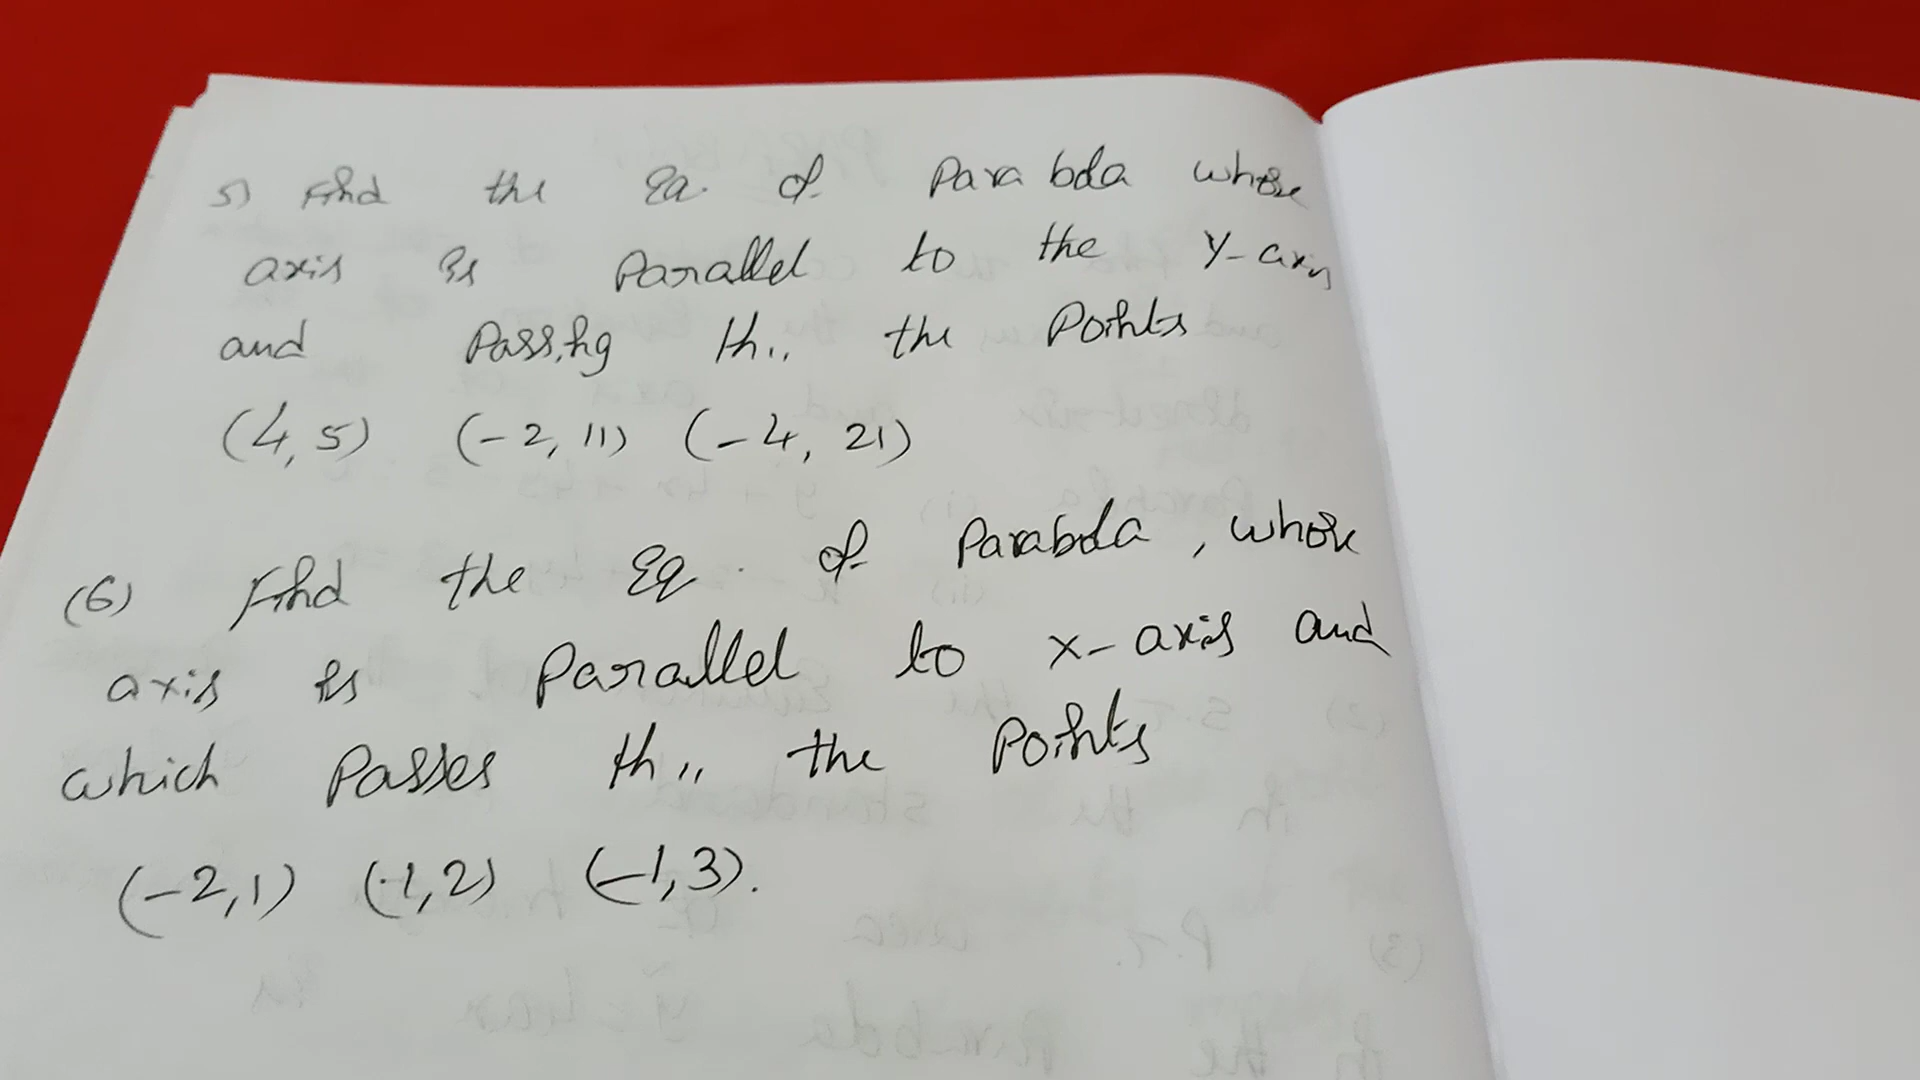 5) Find the Eq. of Parabola whose
axis is Parallel to the Y-axis
and Passing th,, the Points
(4,5) (-2,11) (-4,21)
(6) Find the Eq. of Parabola, whose
axis is Parallel to x-axis and
which Passes th,, the Points
(-2,1) (1,2) (-1,3).